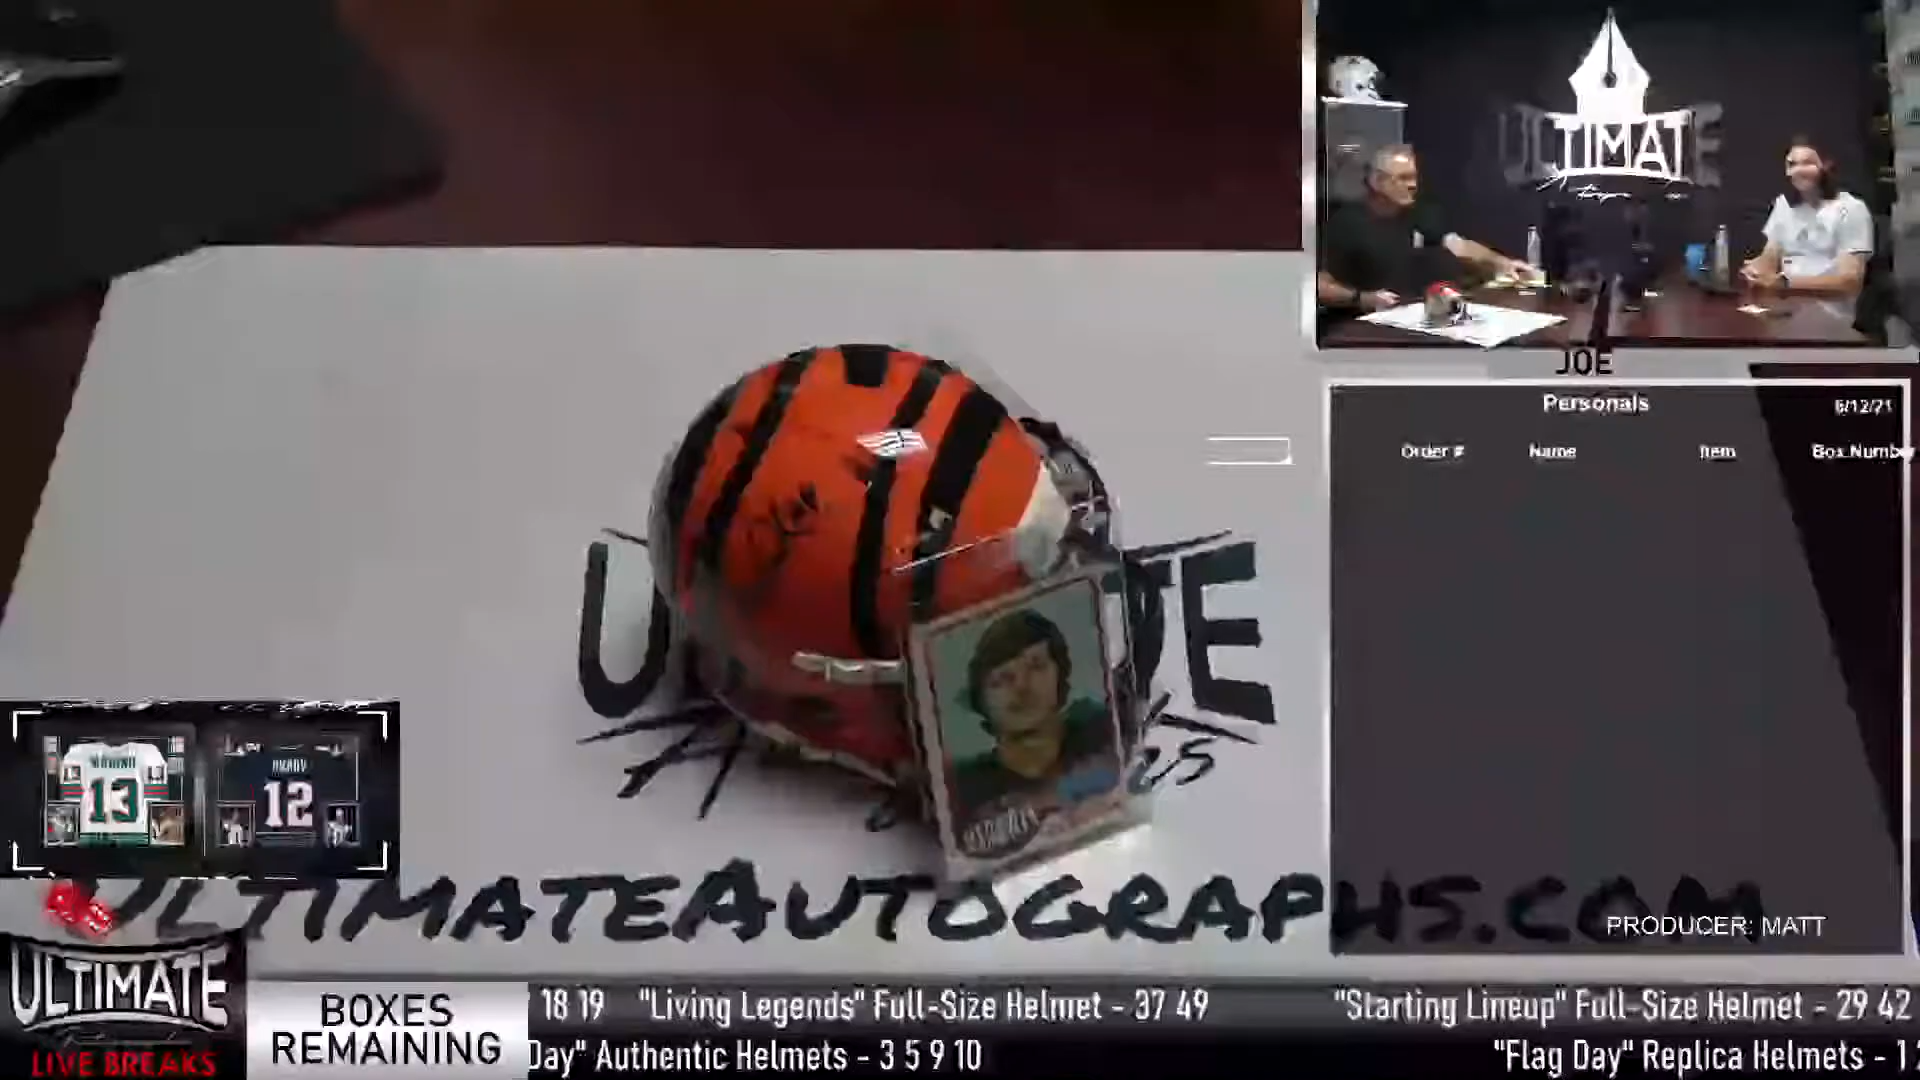 ULTIMATE
JOE
Personals
6/12/21
Order # Name Item Box Number
13
12
25
ULTIMATEAUTOGRAPHS.COM
PRODUCER: MATT
ULTIMATE
LIVE BREAKS
BOXES
REMAINING
18 19 "Living Legends" Full-Size Helmet - 37 49 "Starting Lineup" Full-Size Helmet - 29 42
Day" Authentic Helmets - 3 5 9 10 "Flag Day" Replica Helmets - 1